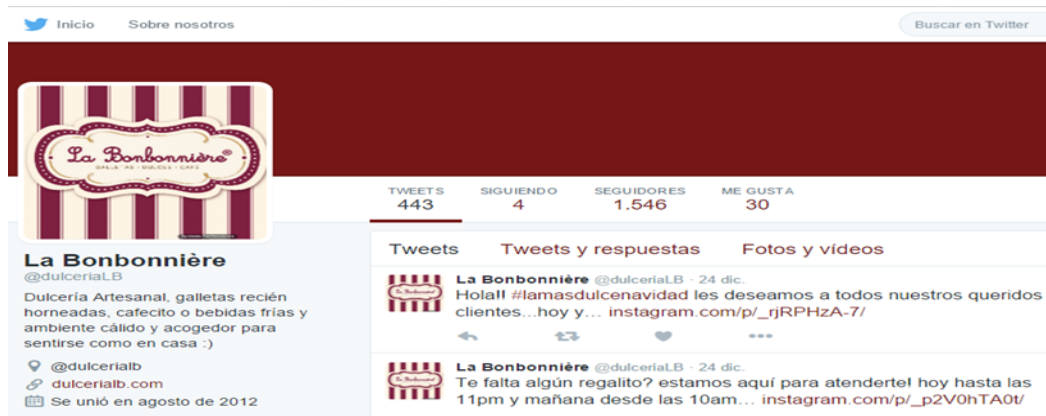 Inicio Sobre nosotros Buscar en Twitter
La Bonbonnière®
GALLETAS · DULCES · CAFÉ
TWEETS SIGUIENDO SEGUIDORES ME GUSTA
443 4 1.546 30
La Bonbonnière
@dulceriaLB
Dulcería Artesanal, galletas recién
horneadas, cafecito o bebidas frías y
ambiente cálido y acogedor para
sentirse como en casa :)
@dulcerialb
dulcerialb.com
Se unió en agosto de 2012
Tweets Tweets y respuestas Fotos y vídeos
La Bonbonnière @dulceriaLB · 24 dic.
Hola!! #lamasdulcenavidad les deseamos a todos nuestros queridos
clientes...hoy y... instagram.com/p/_rjRPHzA-7/
La Bonbonnière @dulceriaLB · 24 dic.
Te falta algún regalito? estamos aquí para atenderte! hoy hasta las
11pm y mañana desde las 10am... instagram.com/p/_p2V0hTA0t/